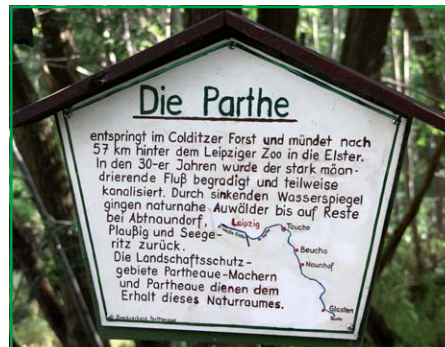 Die Parthe
entspringt im Colditzer Forst und mündet nach
57 km hinter dem Leipziger Zoo in die Elster.
In den 30-er Jahren wurde der stark mäan-
drierende Fluß begradigt und teilweise
kanalisiert. Durch sinkenden Wasserspiegel
gingen naturnahe Auwälder bis auf Reste
bei Abtnaundorf,
Plaußig und Seege-
ritz zurück.
Die Landschaftsschutz-
gebiete Partheaue-Machern
und Partheaue dienen dem
Erhalt dieses Naturraumes.
Leipzig
Taucha
Beucha
Naunhof
Glasten
Zweckverband Parthenaue